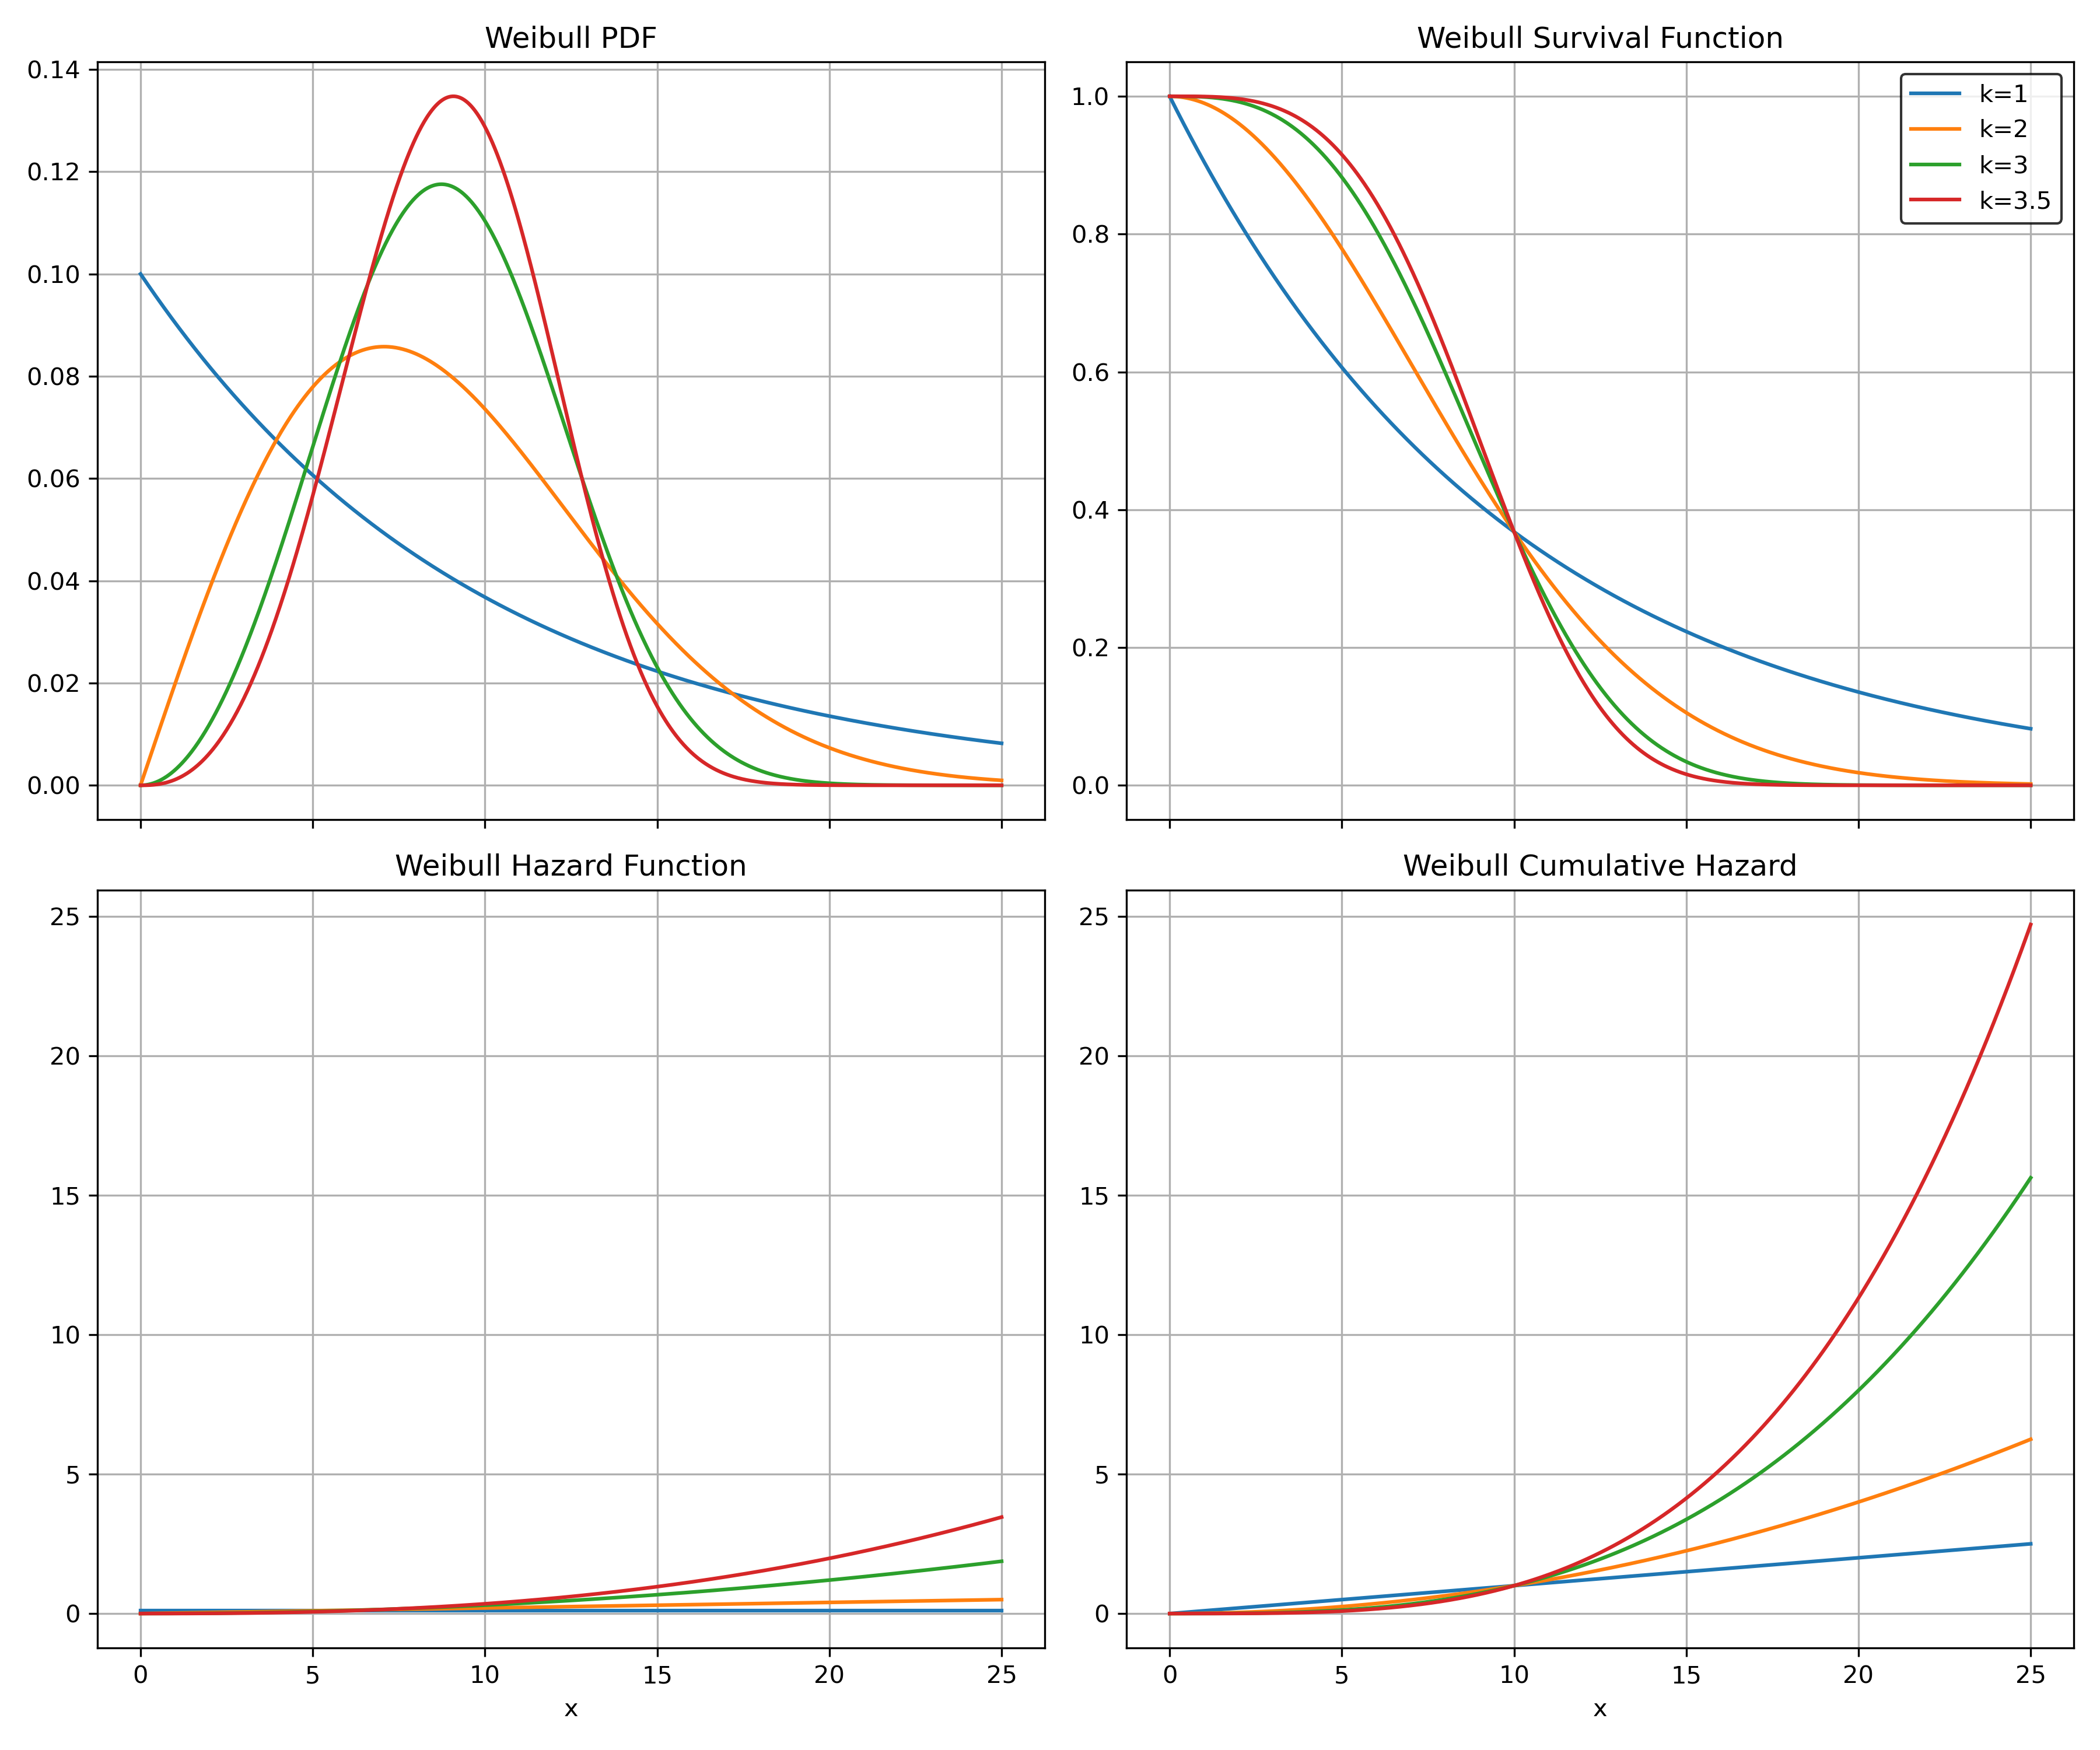 Weibull PDF
0.14
0.12
0.10
0.08
0.06
0.04
0.02
0.00
Weibull Survival Function
1.0
0.8
0.6
0.4
0.2
0.0
k=1
k=2
k=3
k=3.5
Weibull Hazard Function
25
20
15
10
5
0
0 5 10 15 20 25
x
Weibull Cumulative Hazard
25
20
15
10
5
0
0 5 10 15 20 25
x